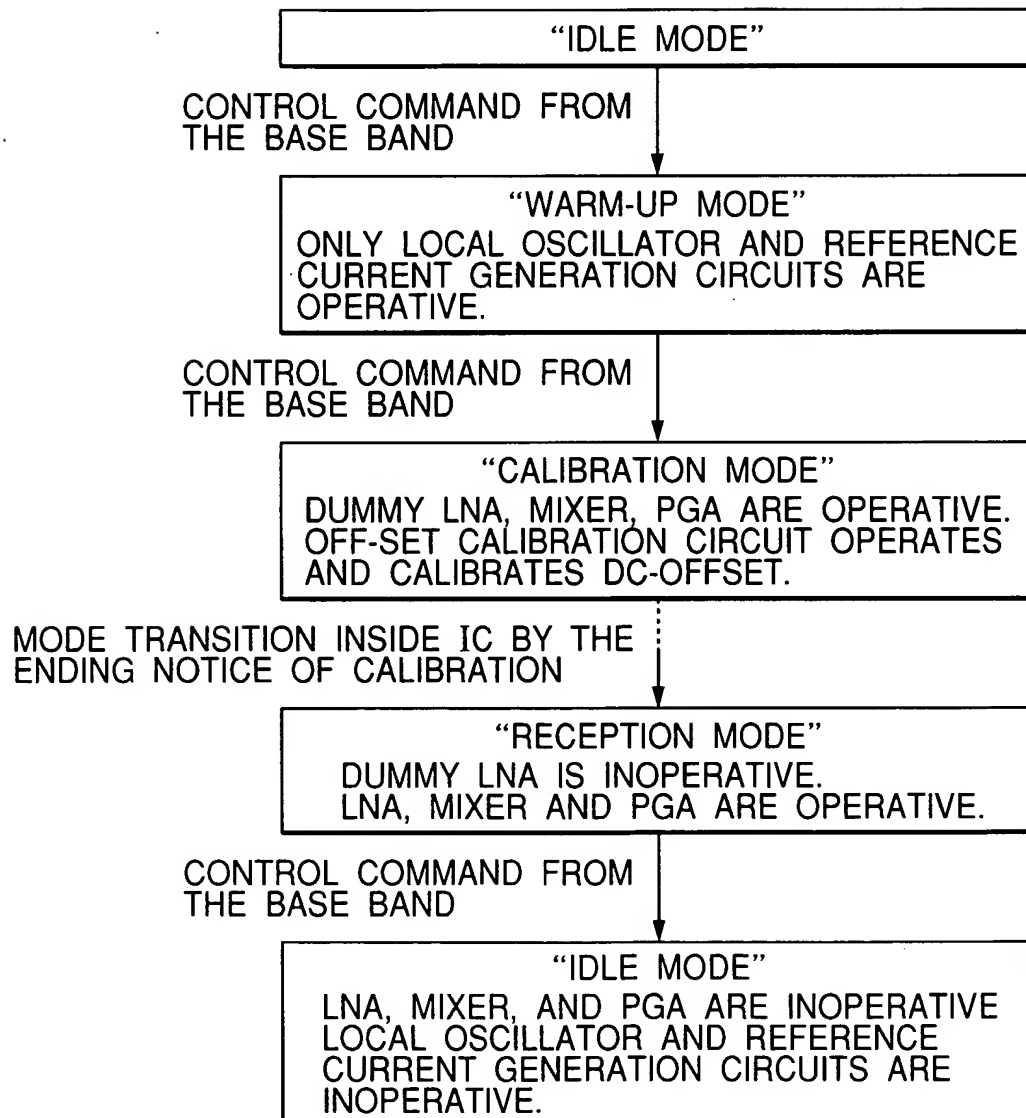 “IDLE MODE”
CONTROL COMMAND FROM
THE BASE BAND
“WARM-UP MODE”
ONLY LOCAL OSCILLATOR AND REFERENCE
CURRENT GENERATION CIRCUITS ARE
OPERATIVE.
CONTROL COMMAND FROM
THE BASE BAND
“CALIBRATION MODE”
DUMMY LNA, MIXER, PGA ARE OPERATIVE.
OFF-SET CALIBRATION CIRCUIT OPERATES
AND CALIBRATES DC-OFFSET.
MODE TRANSITION INSIDE IC BY THE
ENDING NOTICE OF CALIBRATION
“RECEPTION MODE”
DUMMY LNA IS INOPERATIVE.
LNA, MIXER AND PGA ARE OPERATIVE.
CONTROL COMMAND FROM
THE BASE BAND
“IDLE MODE”
LNA, MIXER, AND PGA ARE INOPERATIVE
LOCAL OSCILLATOR AND REFERENCE
CURRENT GENERATION CIRCUITS ARE
INOPERATIVE.